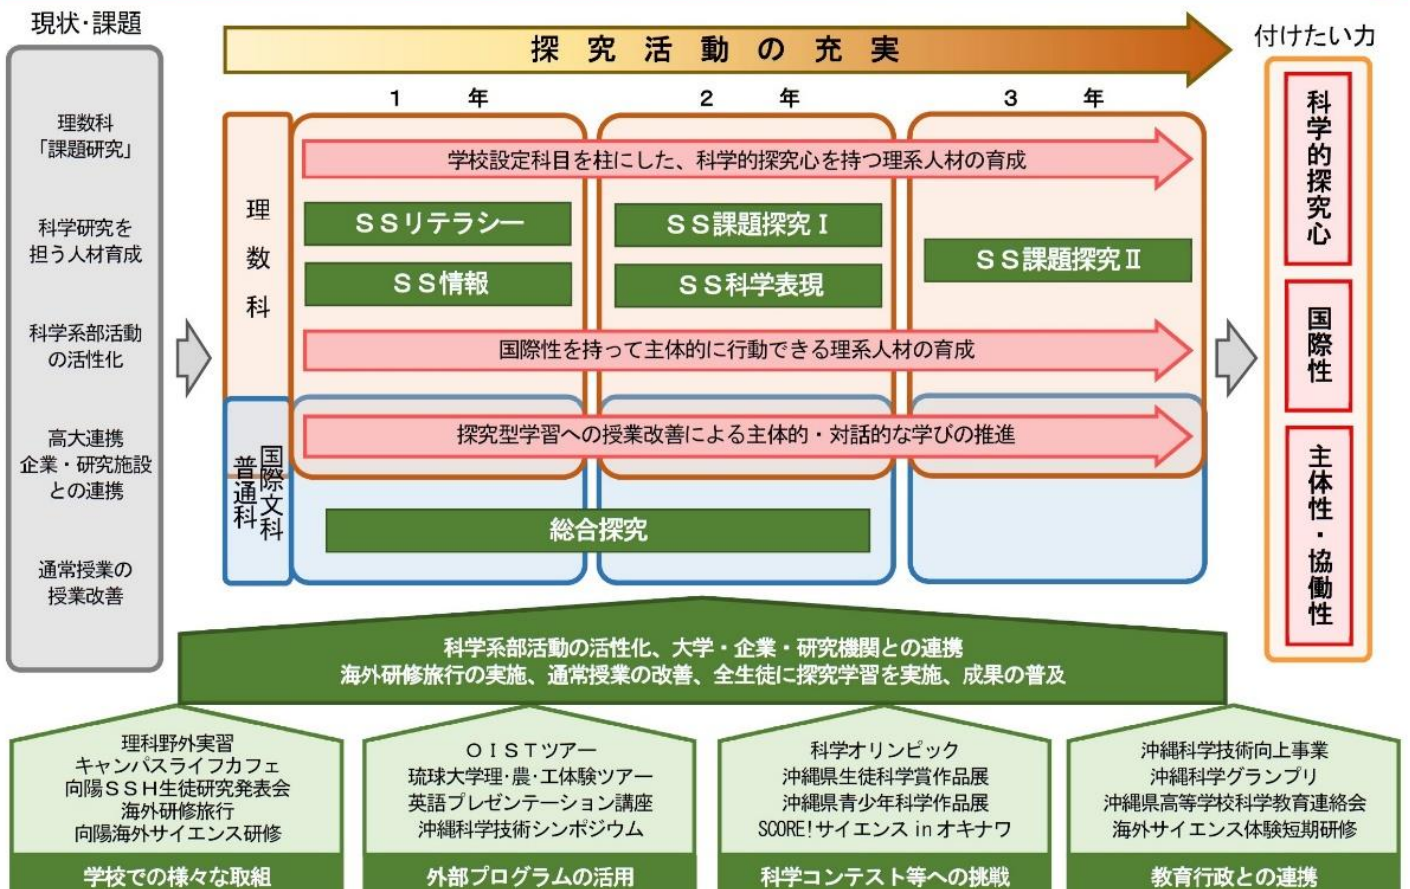 現状・課題
理数科
「課題研究」
科学研究を
担う人材育成
科学系部活動
の活性化
高大連携
企業・研究施設
との連携
通常授業の
授業改善
探究活動の充実
1年
2年
3年
理数科
学校設定科目を柱にした、科学的探究心を持つ理系人材の育成
ＳＳリテラシー
ＳＳ課題探究Ⅰ
ＳＳ情報
ＳＳ科学表現
ＳＳ課題探究Ⅱ
国際性を持って主体的に行動できる理系人材の育成
国際文科
普通科
探究型学習への授業改善による主体的・対話的な学びの推進
総合探究
付けたい力
科学的探究心
国際性
主体性・協働性
科学系部活動の活性化、大学・企業・研究機関との連携
海外研修旅行の実施、通常授業の改善、全生徒に探究学習を実施、成果の普及
理科野外実習
キャンパスライフカフェ
向陽ＳＳＨ生徒研究発表会
海外研修旅行
向陽海外サイエンス研修
学校での様々な取組
ＯＩＳＴツアー
琉球大学理・農・工体験ツアー
英語プレゼンテーション講座
沖縄科学技術シンポジウム
外部プログラムの活用
科学オリンピック
沖縄県生徒科学賞作品展
沖縄県青少年科学作品展
SCORE!サイエンス in オキナワ
科学コンテスト等への挑戦
沖縄科学技術向上事業
沖縄科学グランプリ
沖縄県高等学校科学教育連絡会
海外サイエンス体験短期研修
教育行政との連携